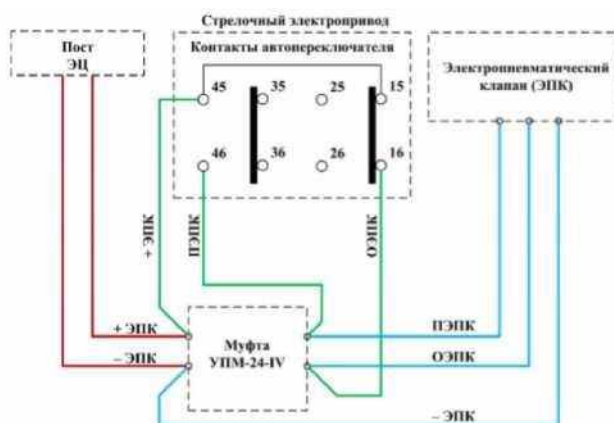 Стрелочный электропривод
Пост
ЭЦ
Контакты автопереключателя
Электропневматический
клапан (ЭПК)
45
35
25
15
46
36
26
16
+ ЭПК
ПЭПК
ОЭПК
+ ЭПК
– ЭПК
Муфта
УПМ-24-IV
ПЭПК
ОЭПК
– ЭПК